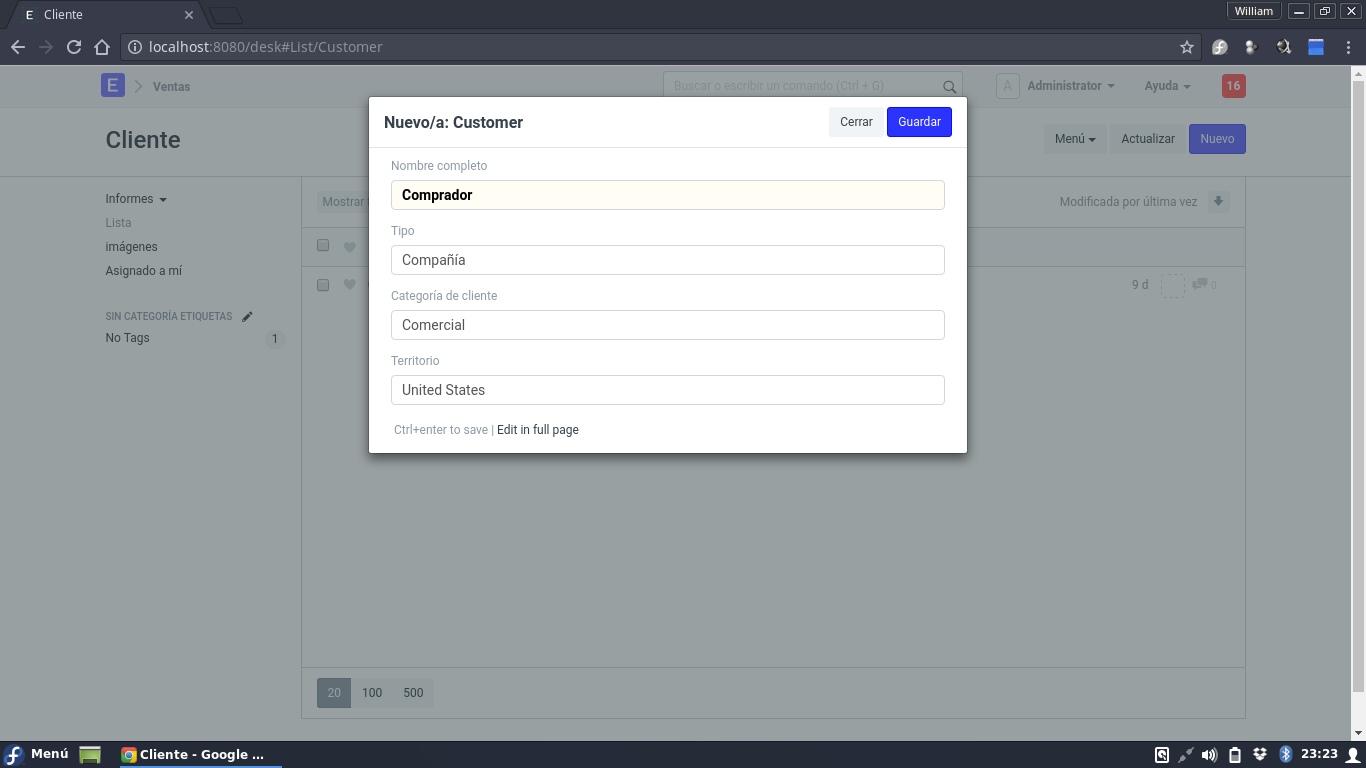 E Cliente
William
localhost:8080/desk#List/Customer
E Ventas
Buscar o escribir un comando (Ctrl + G)
A Administrator
Ayuda
16
Cliente
Menú
Actualizar
Nuevo
Nuevo/a: Customer
Cerrar
Guardar
Nombre completo
Comprador
Tipo
Compañía
Categoría de cliente
Comercial
Territorio
United States
Ctrl+enter to save | Edit in full page
Informes
Lista
imágenes
Asignado a mí
SIN CATEGORÍA ETIQUETAS
No Tags 1
Mostrar
Modificada por última vez
9 d
0
20 100 500
Menú
Cliente - Google ...
23:23